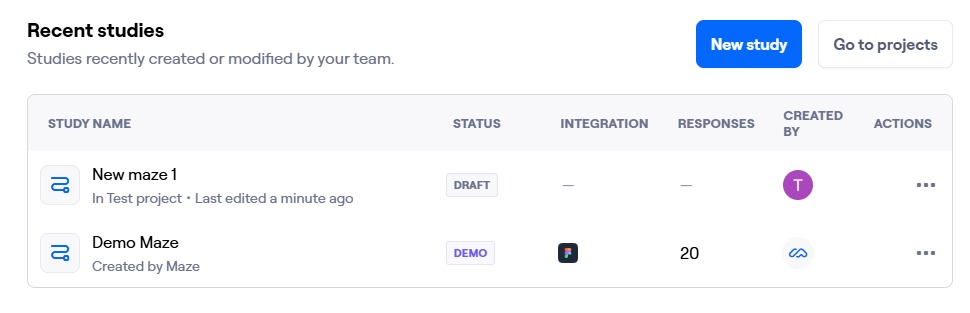 Recent studies
Studies recently created or modified by your team.
New study
Go to projects
STUDY NAME STATUS INTEGRATION RESPONSES CREATED BY ACTIONS
New maze 1
In Test project • Last edited a minute ago
DRAFT — — T
Demo Maze
Created by Maze
DEMO 20